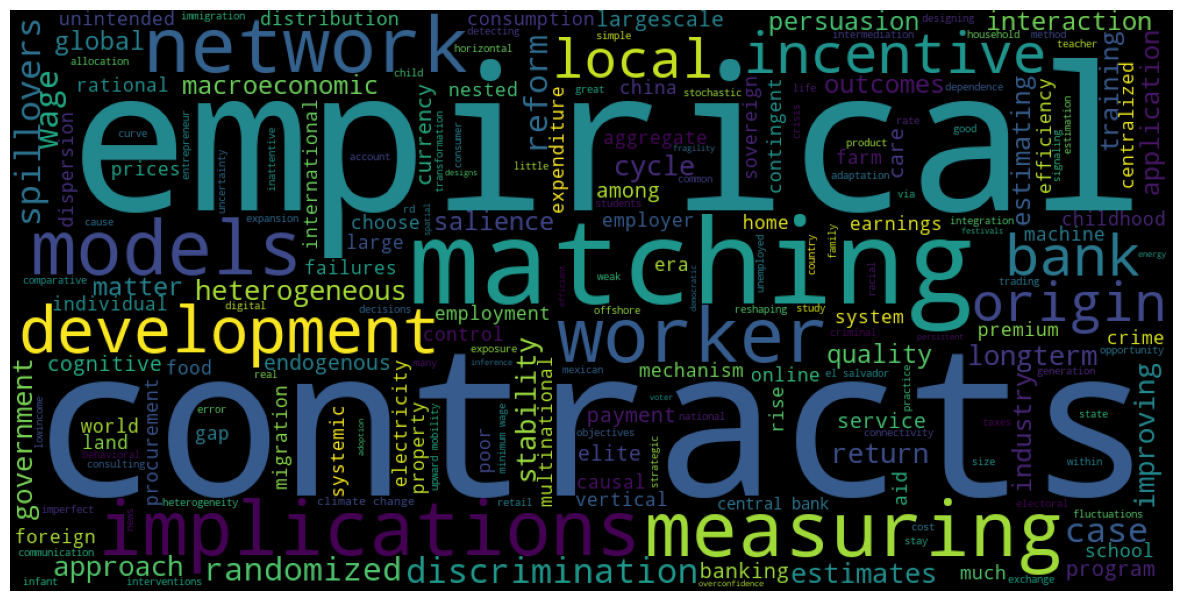 unintended
immigration
distribution
consumption
detecting
largescale
persuasion
designing
interaction
global
network
horizontal
simple
local
intermediation
household
method
incentive
teacher
allocation
spillovers
wage
rational
macroeconomic
child
nested
reform
great
china
stochastic
sovereign
life
outcomes
dependence
training
application
empirical
dispersion
curve
prices
entrepreneur
uncertainty
inattentive
account
international
currency
transformation
consumer
designs
fragility
little
expenditure
aggregate
cycle
common
among
contingent
crisis
rate
product
farm
adaptation
care
via
good
estimating
efficiency
signaling
estimation
centralized
cause
expansion
choose
rd
spatial
salience
students
employer
home
earnings
integration
festivals
childhood
machine
models
large
failures
matching
era
weak
unemployed
country
family
racial
bank
energy
comparative
matter
heterogeneous
efficient
democratic
trading
individual
digital
decisions
employment
offshore
reshaping
study
system
origin
development
control
worker
criminal
persistent
premium
crime
cognitive
food
endogenous
exposure
inference
many
real
stability
multinational
mexican
mechanism
online
quality
el salvador
practice
longterm
opportunity
generation
government
lowincome
contracts
error
world
land
behavioral
consulting
procurement
gap
migration
systemic
adoption
electricity
property
upward mobility
poor
minimum wage
voter
payment
national
objectives
elite
strategic
rise
service
connectivity
return
industry
taxes
state
size
within
improving
imperfect
heterogeneity
news
climate change
retail
causal
vertical
central bank
aid
electoral
fluctuations
foreign
implications
measuring
cost
stay
case
communication
school
approach
randomized
discrimination
banking
estimates
much
program
infant
interventions
overconfidence
exchange